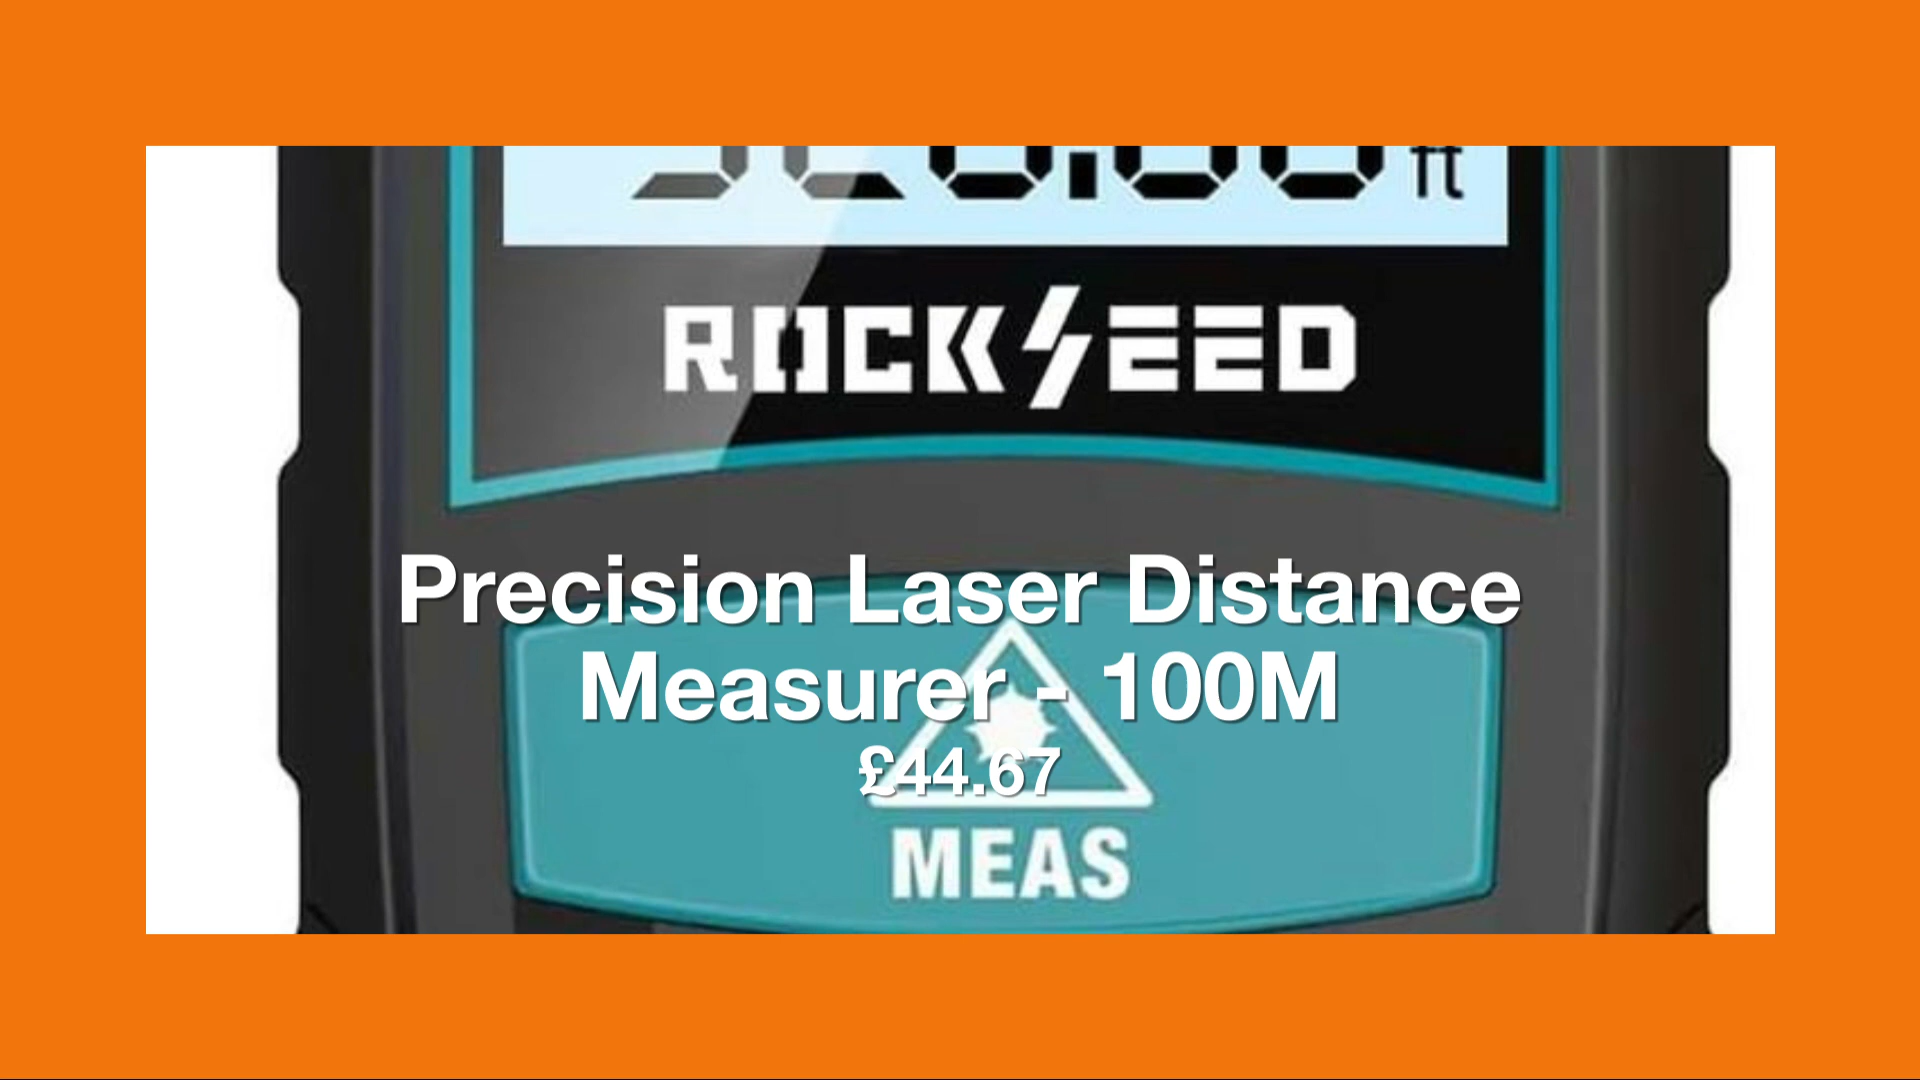 ft
ROCKSEED
Precision Laser Distance
Measurer - 100M
£44.67
MEAS